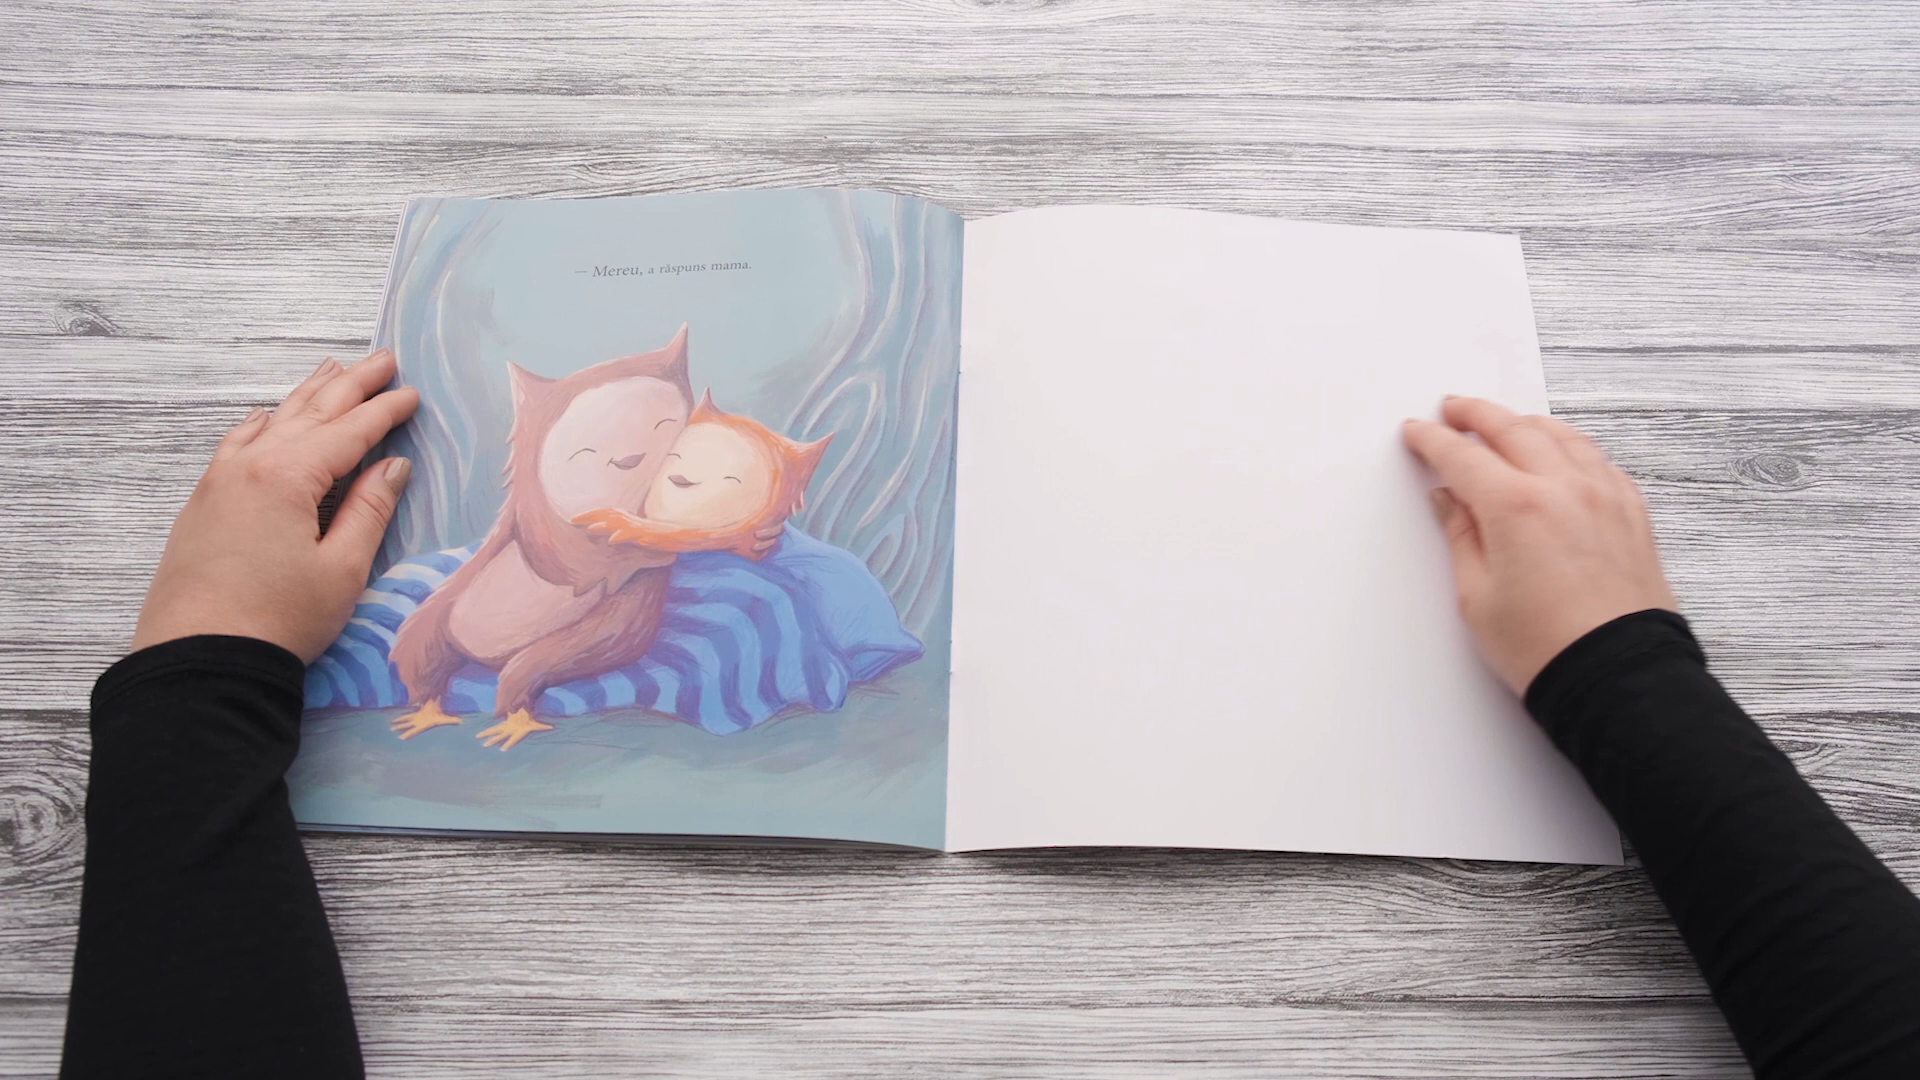 — Mereu, a răspuns mama.